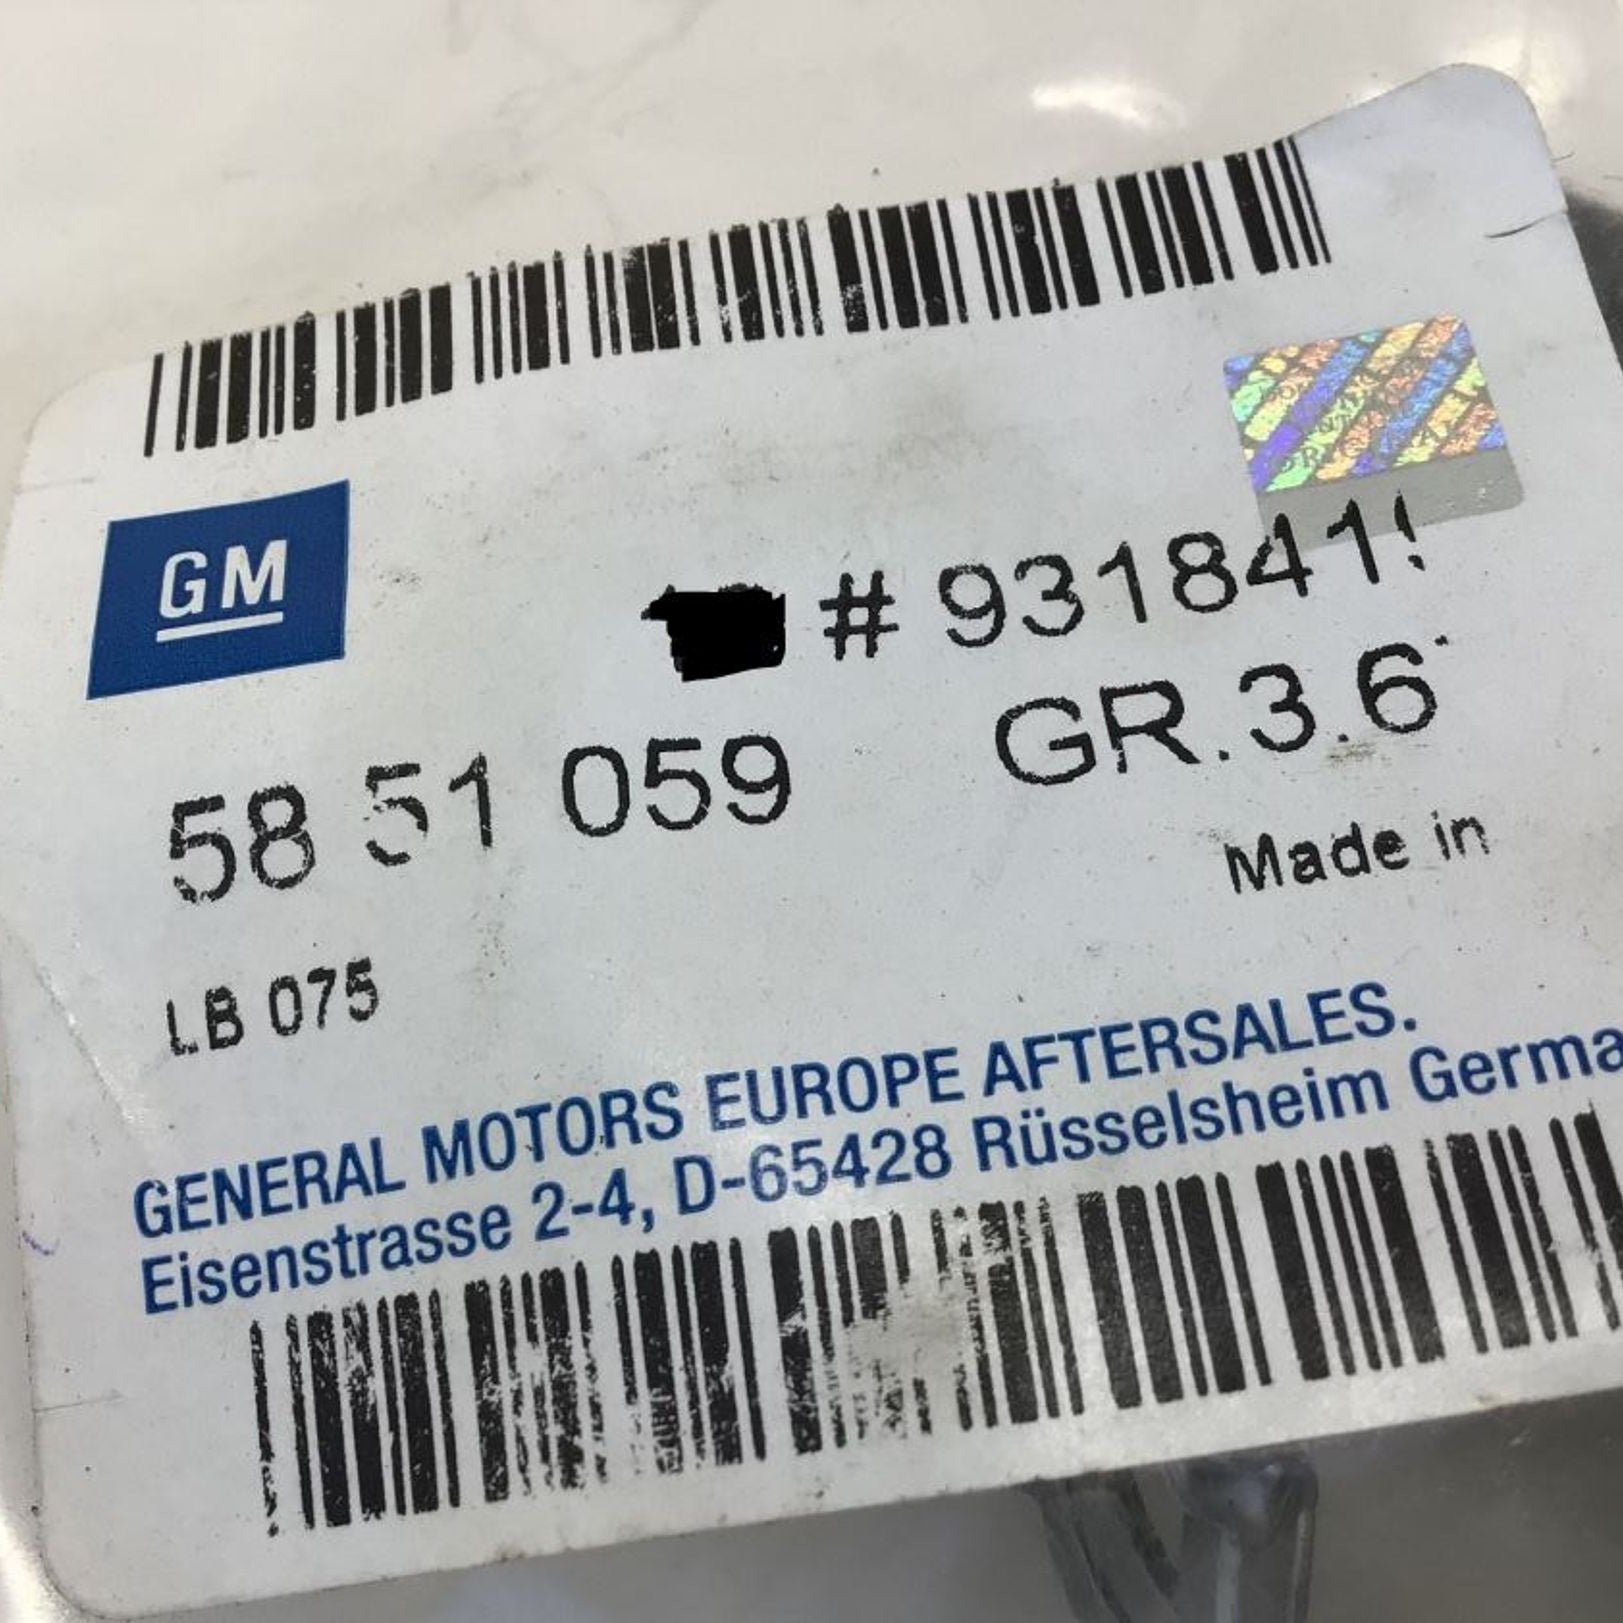 GM
# 931841
58 51 059 GR.3.6
Made in
LB 075
GENERAL MOTORS EUROPE AFTERSALES.
Eisenstrasse 2-4, D-65428 Rüsselsheim Germa